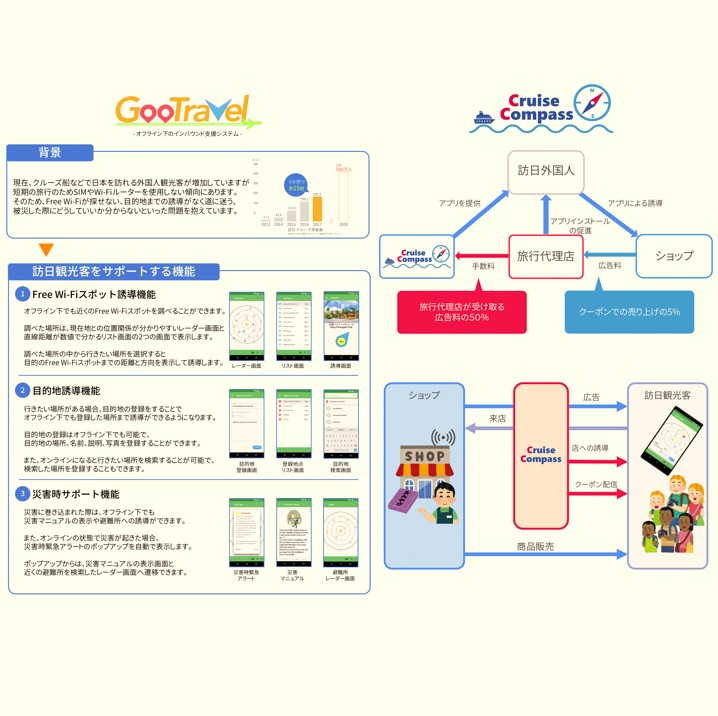 GooTravel
- オフライン下のインバウンド支援システム -
背景
現在、クルーズ船などで日本を訪れる外国人観光客が増加していますが
短期の旅行のためSIMやWi-Fiルーターを使用しない傾向にあります。
そのため、Free Wi-Fiが探せない、目的地までの誘導がなく道に迷う、
被災した際にどうしていいか分からないといった問題を抱えています。
2013 2014 2015 2016 2017 2020
訪日観光客をサポートする機能
1 Free Wi-Fiスポット誘導機能
オフライン下でも近くのFree Wi-Fiスポットを調べることができます。
調べた場所は、現在地との位置関係が分かりやすいレーダー画面と
直線距離が数値で分かるリスト画面の2つの画面で表示します。
調べた場所の中から行きたい場所を選択すると
目的のFree Wi-Fiスポットまでの距離と方向を表示して誘導します。
レーダー画面
リスト画面
誘導画面
2 目的地誘導機能
行きたい場所がある場合、目的地の登録をすることで
オフライン下でも登録した場所まで誘導ができるようになります。
目的地の登録はオフライン下でも可能で、
目的地の場所、名前、説明、写真を登録することができます。
また、オンラインになると行きたい場所を検索することが可能で、
検索した場所を登録することもできます。
目的地
登録画面
登録地点
リスト画面
目的地
検索画面
3 災害時サポート機能
災害に巻き込まれた際は、オフライン下でも
災害マニュアルの表示や避難所への誘導ができます。
また、オンラインの状態で災害が起きた場合、
災害時緊急アラートのポップアップを自動で表示します。
ポップアップからは、災害マニュアルの表示画面と
近くの避難所を検索したレーダー画面へ遷移できます。
災害時緊急
アラート
災害
マニュアル
避難所
レーダー画面
Cruise
Compass
N
S
訪日外国人
アプリを提供
アプリインストール
の促進
アプリによる誘導
Cruise
Compass
手数料
旅行代理店
広告料
ショップ
旅行代理店が受け取る
広告料の50%
クーポンでの売り上げの5%
ショップ
SHOP
Cruise
Compass
訪日観光客
広告
来店
店への誘導
クーポン配信
商品販売